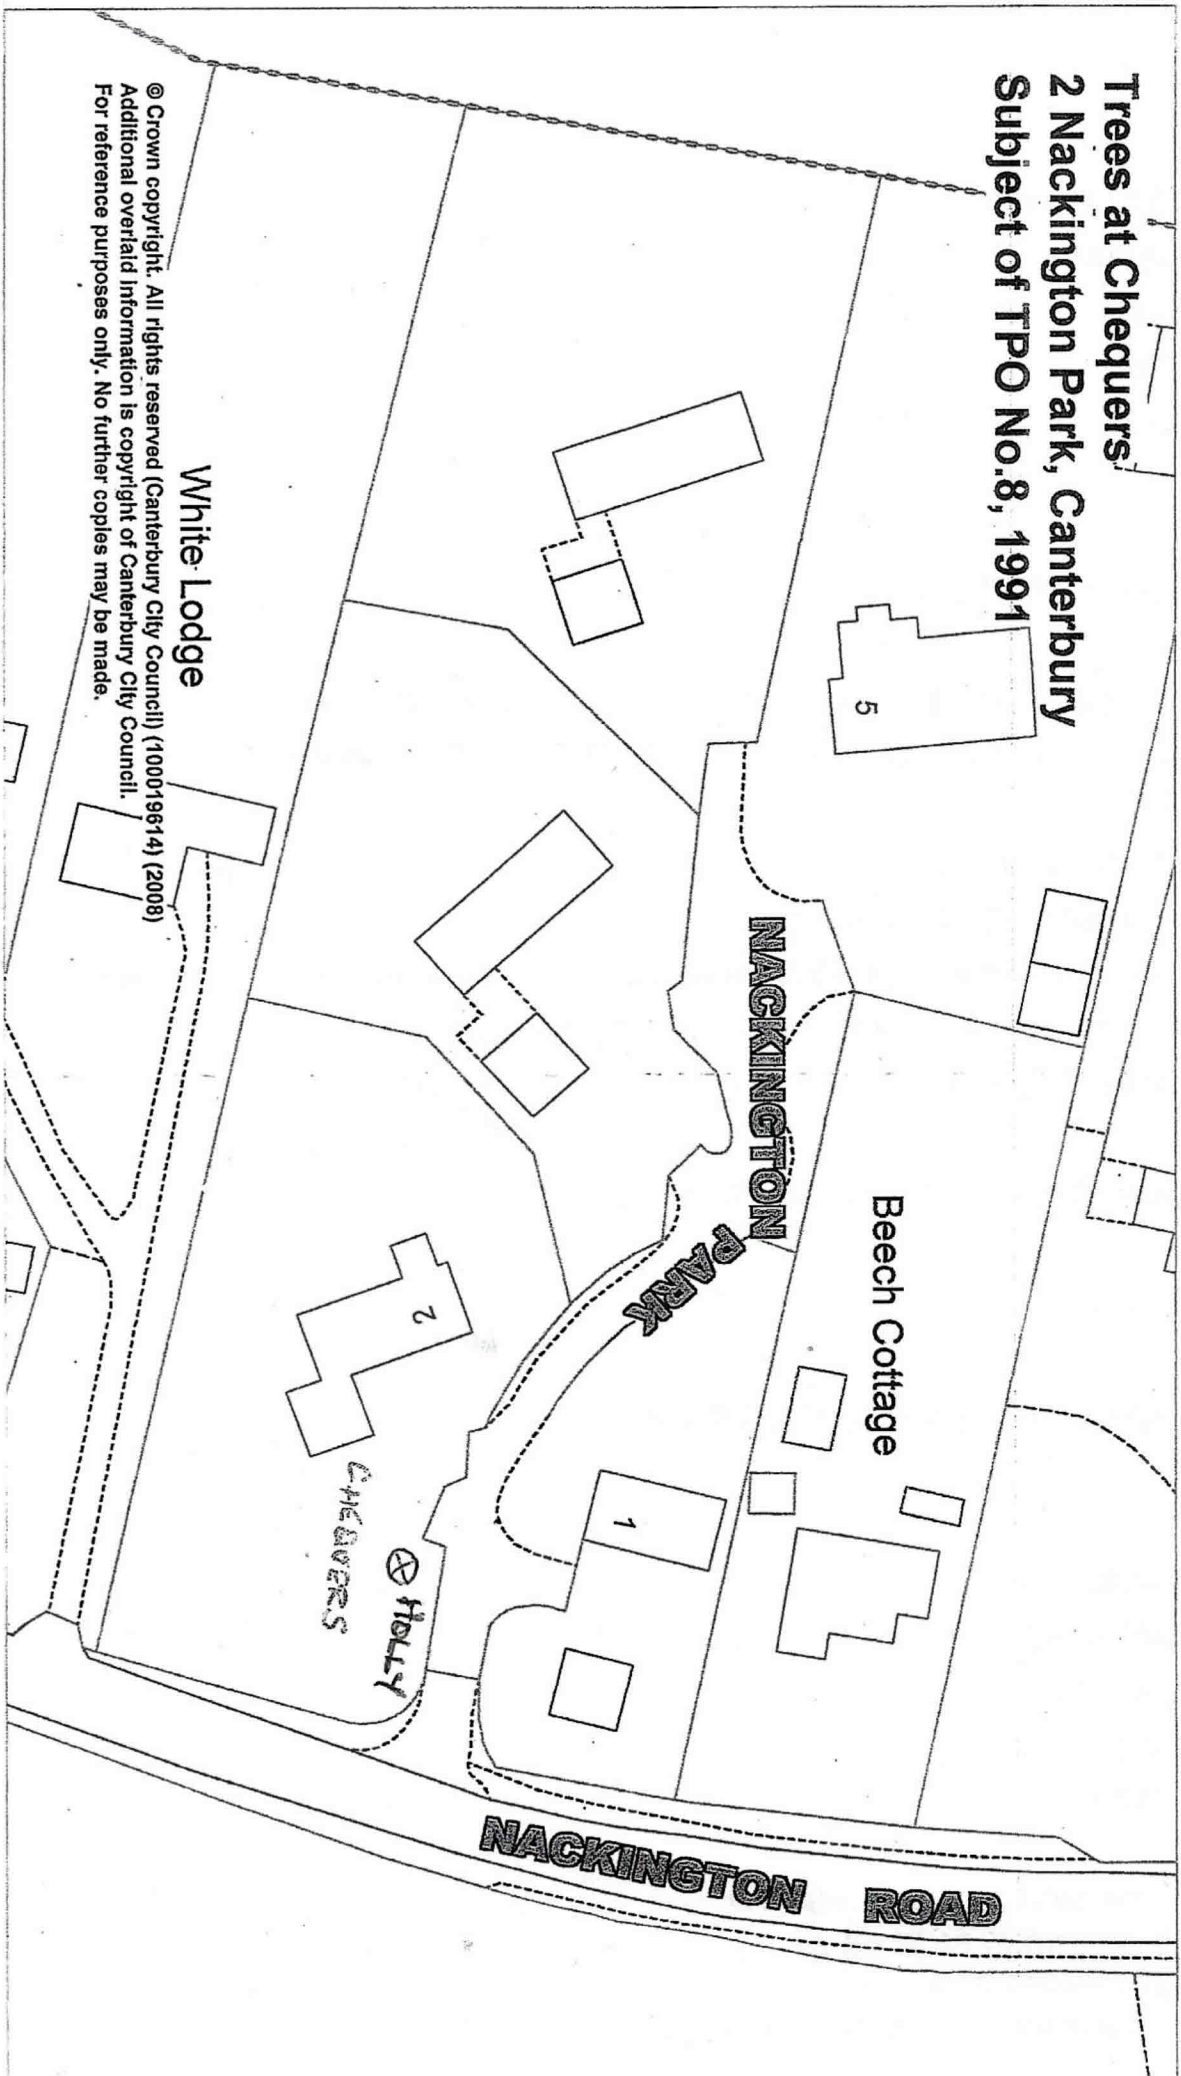 Trees at Chequers
2 Nackington Park, Canterbury
Subject of TPO No.8, 1991
5
NACKINGTON PARK
Beech Cottage
1
2
CHEQUERS
HOLLY
NACKINGTON ROAD
White Lodge
© Crown copyright. All rights reserved (Canterbury City Council) (100019614) (2008)
Additional overlaid information is copyright of Canterbury City Council.
For reference purposes only. No further copies may be made.